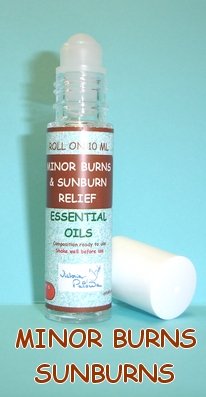 ROLL ON 10 ML
MINOR BURNS
& SUNBURN
RELIEF
ESSENTIAL
OILS
Composition ready to use
Shake well before use
MINOR BURNS
SUNBURNS